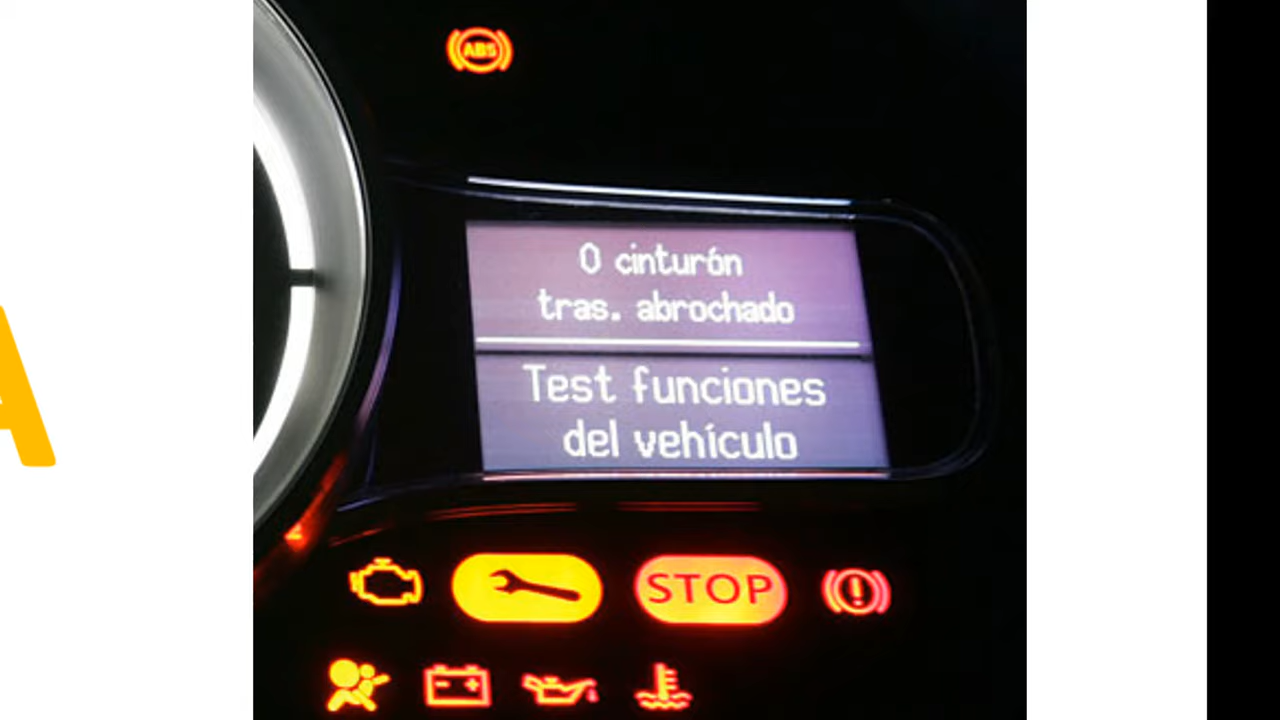 ABS
0 cinturón
tras. abrochado
Test funciones
del vehículo
STOP
A